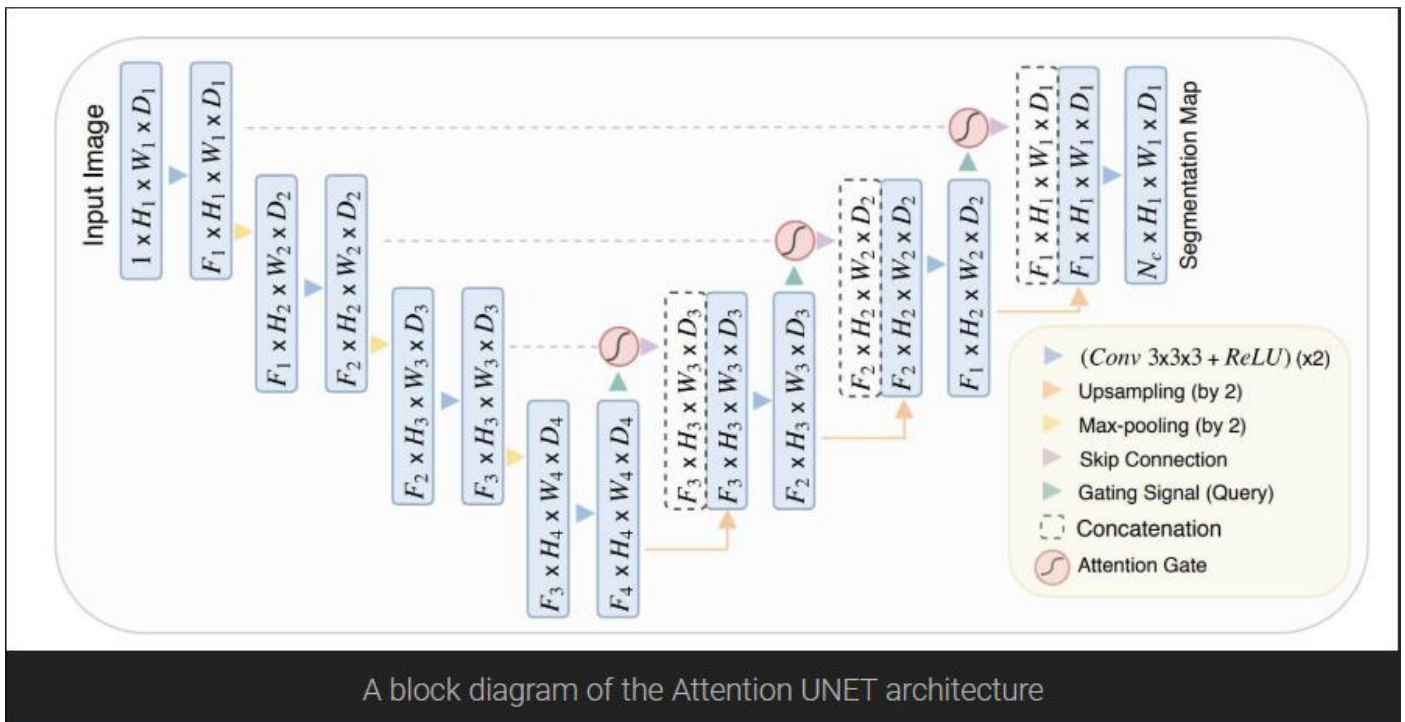 Input Image
1 x H₁ x W₁ x D₁
F₁ x H₁ x W₁ x D₁
F₁ x H₂ x W₂ x D₂
F₂ x H₂ x W₂ x D₂
F₂ x H₃ x W₃ x D₃
F₃ x H₃ x W₃ x D₃
F₃ x H₄ x W₄ x D₄
F₄ x H₄ x W₄ x D₄
F₃ x H₃ x W₃ x D₃
F₃ x H₃ x W₃ x D₃
F₂ x H₃ x W₃ x D₃
F₂ x H₂ x W₂ x D₂
F₂ x H₂ x W₂ x D₂
F₁ x H₂ x W₂ x D₂
F₁ x H₁ x W₁ x D₁
F₁ x H₁ x W₁ x D₁
N꜀ x H₁ x W₁ x D₁
Segmentation Map
(Conv 3x3x3 + ReLU) (x2)
Upsampling (by 2)
Max-pooling (by 2)
Skip Connection
Gating Signal (Query)
Concatenation
Attention Gate
A block diagram of the Attention UNET architecture